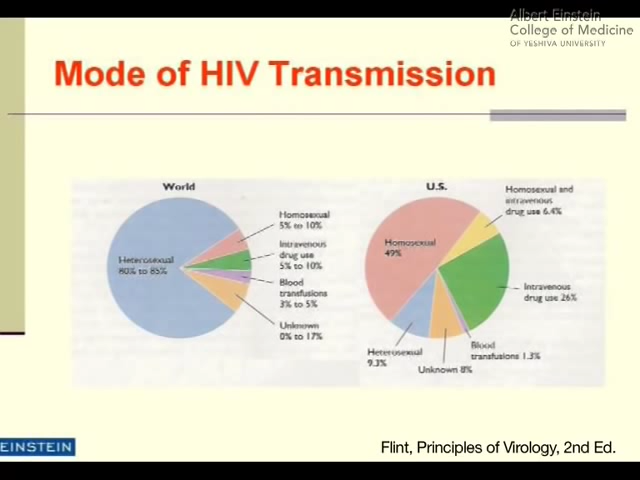 Albert Einstein
College of Medicine
OF YESHIVA UNIVERSITY
Mode of HIV Transmission
World
Heterosexual
80% to 85%
Homosexual
5% to 10%
Intravenous
drug use
5% to 10%
Blood
transfusions
3% to 5%
Unknown
0% to 17%
U.S.
Homosexual and
intravenous
drug use 6.4%
Homosexual
49%
Intravenous
drug use 26%
Blood
transfusions 1.3%
Heterosexual
9.3%
Unknown 8%
EINSTEIN
Flint, Principles of Virology, 2nd Ed.